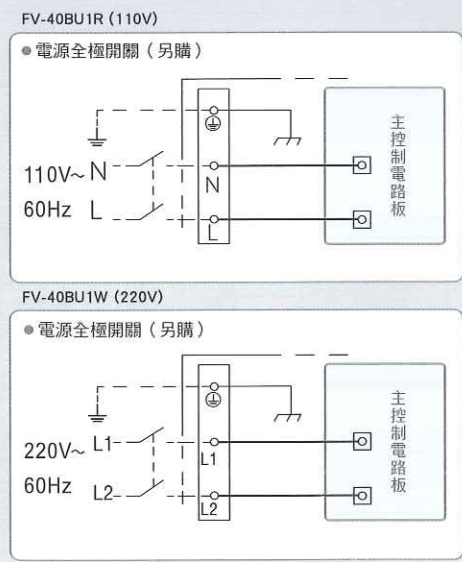 FV-40BU1R (110V)
●電源全極開關（另購）
110V~ N
60Hz L
N
L
主控制電路板
FV-40BU1W (220V)
●電源全極開關（另購）
220V~ L1
60Hz L2
L1
L2
主控制電路板